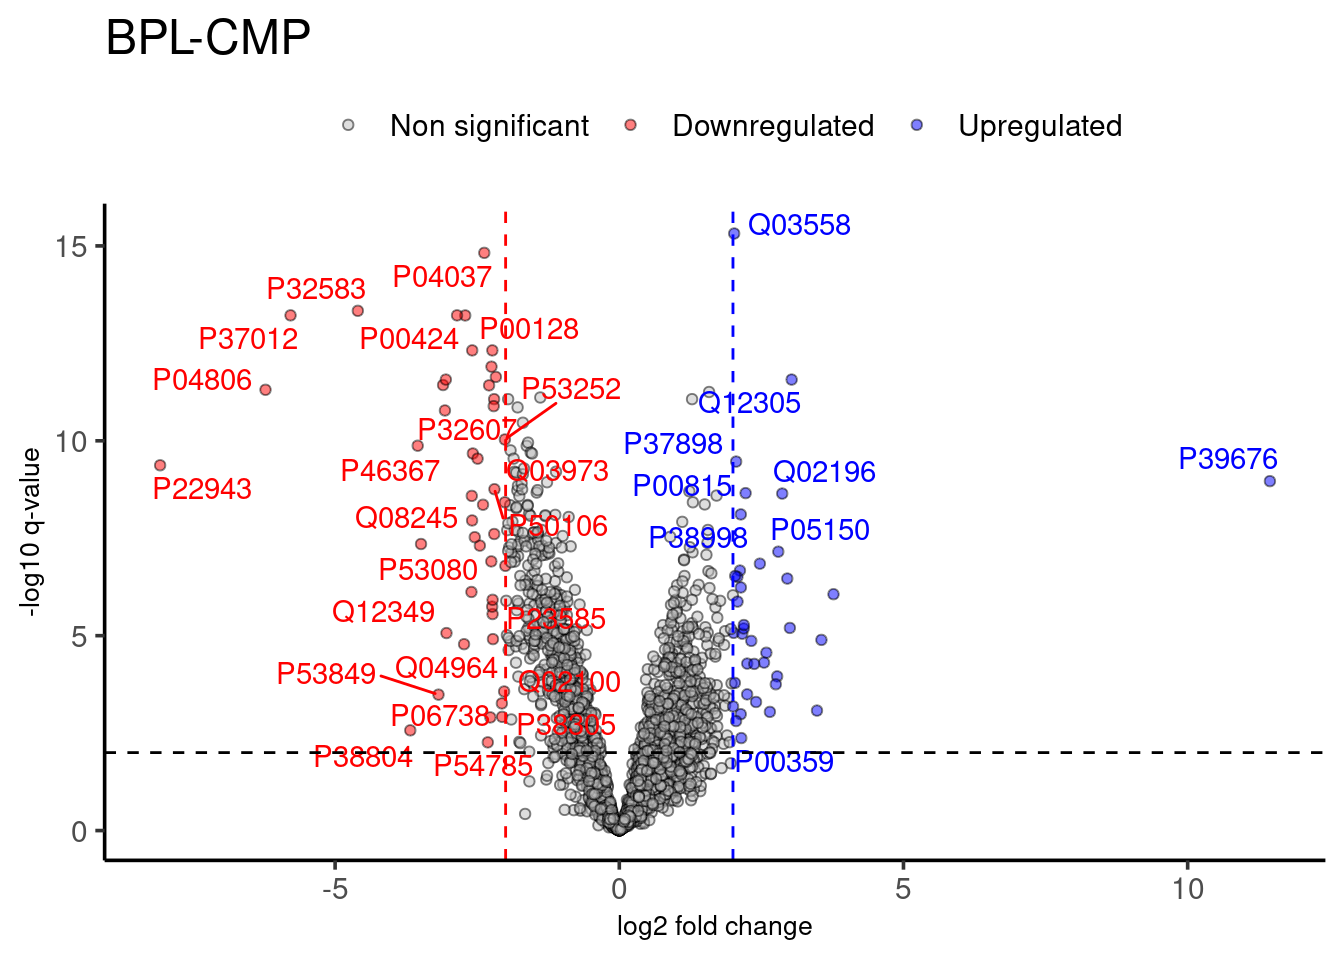 BPL-CMP
Non significant Downregulated Upregulated
Q03558
15
P04037
P32583
P00128
P37012 P00424
P04806
P53252
Q12305
P32607
P37898
10
P39676
P46367
Q03973
Q02196
P22943
P00815
Q08245
P50106
P05150
P38998
P53080
Q12349
P23585
5
P53849
Q04964
Q02100
P06738
P38305
P38804
P54785
P00359
0
-5 0 5 10
log2 fold change
-log10 q-value